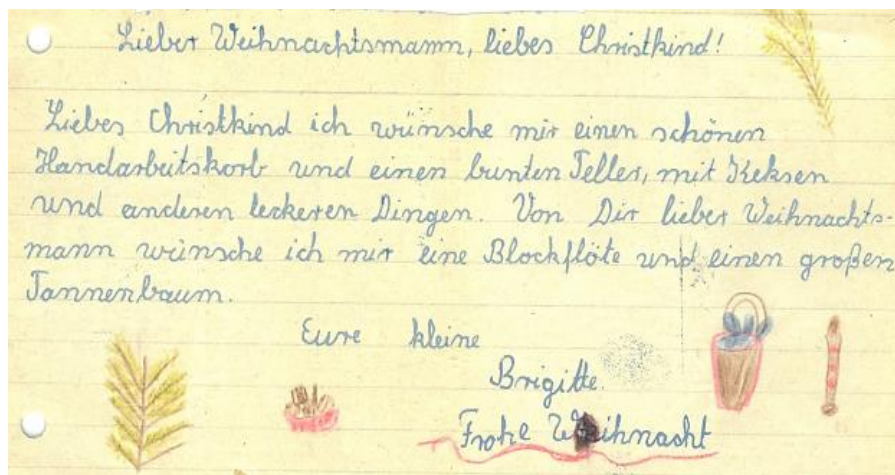 Lieber Weihnachtsmann, liebes Christkind!
Liebes Christkind ich wünsche mir einen schönen
Handarbeitskorb und einen bunten Teller, mit Keksen
und anderen leckeren Dingen. Von Dir lieber Weihnachts-
mann wünsche ich mir eine Blockflöte und einen großen
Tannenbaum.
Eure kleine
Brigitte.
Frohe Weihnacht